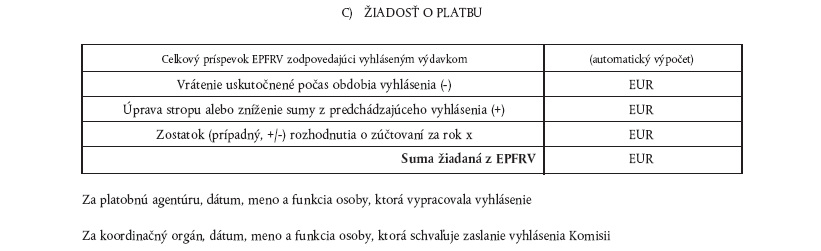 C) ŽIADOSŤ O PLATBU
Celkový príspevok EPFRV zodpovedajúci vyhláseným výdavkom (automatický výpočet)
Vrátenie uskutočnené počas obdobia vyhlásenia (-) EUR
Úprava stropu alebo zníženie sumy z predchádzajúceho vyhlásenia (+) EUR
Zostatok (prípadný, +/-) rozhodnutia o zúčtovaní za rok x EUR
Suma žiadaná z EPFRV EUR
Za platobnú agentúru, dátum, meno a funkcia osoby, ktorá vypracovala vyhlásenie
Za koordinačný orgán, dátum, meno a funkcia osoby, ktorá schvaľuje zaslanie vyhlásenia Komisii